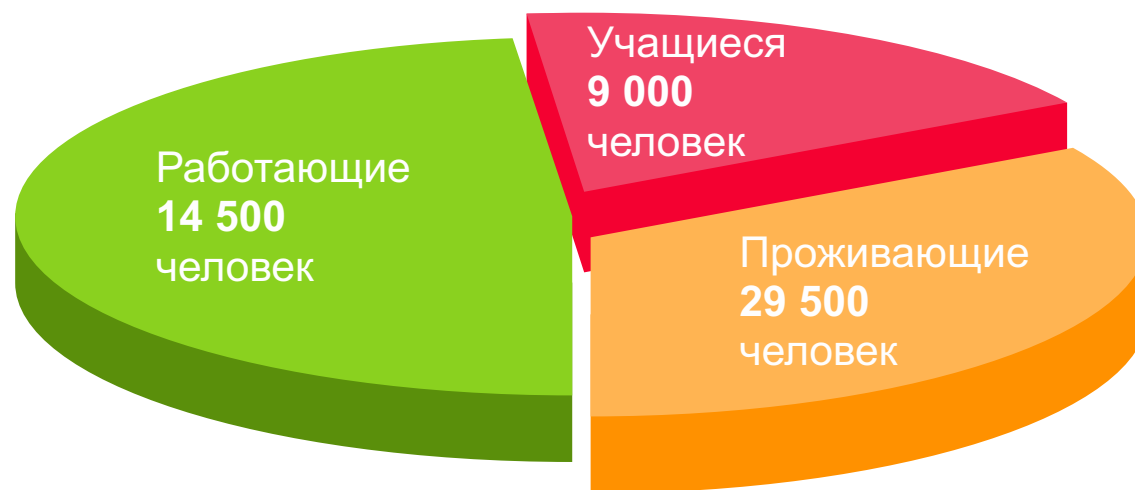 Учащиеся
9 000
человек
Работающие
14 500
человек
Проживающие
29 500
человек